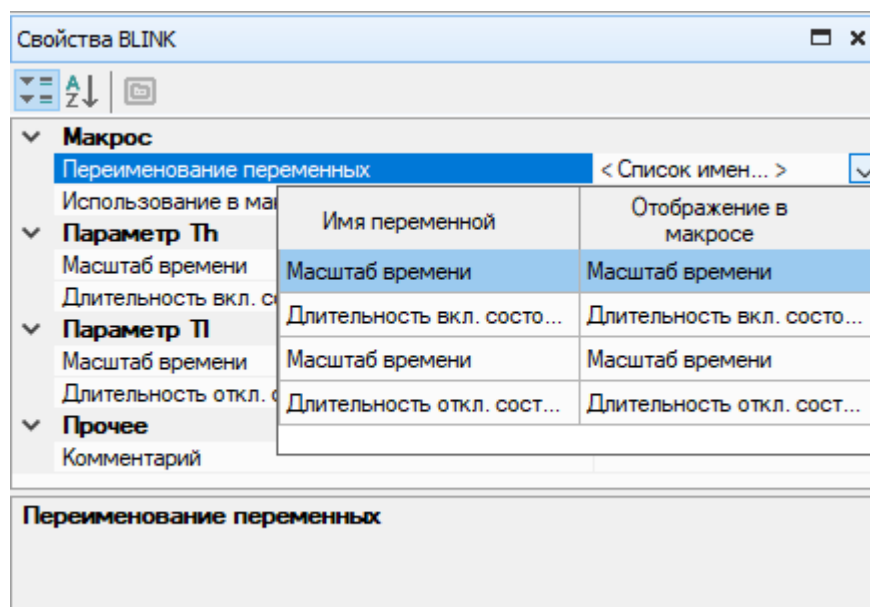 Свойства BLINK
Макрос
Переименование переменных < Список имен... >
Использование в
Имя переменной Отображение в макросе
Параметр Th
Масштаб времени Масштаб времени Масштаб времени
Длительность вкл. Длительность вкл. состо... Длительность вкл. состо...
Параметр Tl
Масштаб времени Масштаб времени Масштаб времени
Длительность откл. Длительность откл. сост... Длительность откл. сост...
Прочее
Комментарий
Переименование переменных